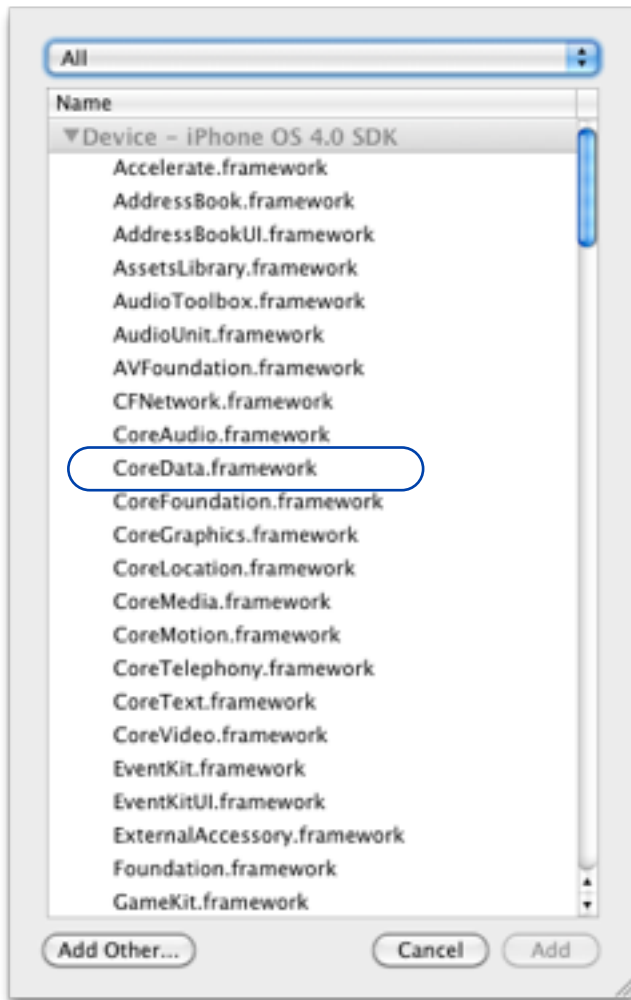 All
Name
Device – iPhone OS 4.0 SDK
Accelerate.framework
AddressBook.framework
AddressBookUI.framework
AssetsLibrary.framework
AudioToolbox.framework
AudioUnit.framework
AVFoundation.framework
CFNetwork.framework
CoreAudio.framework
CoreData.framework
CoreFoundation.framework
CoreGraphics.framework
CoreLocation.framework
CoreMedia.framework
CoreMotion.framework
CoreTelephony.framework
CoreText.framework
CoreVideo.framework
EventKit.framework
EventKitUI.framework
ExternalAccessory.framework
Foundation.framework
GameKit.framework
Add Other... Cancel Add